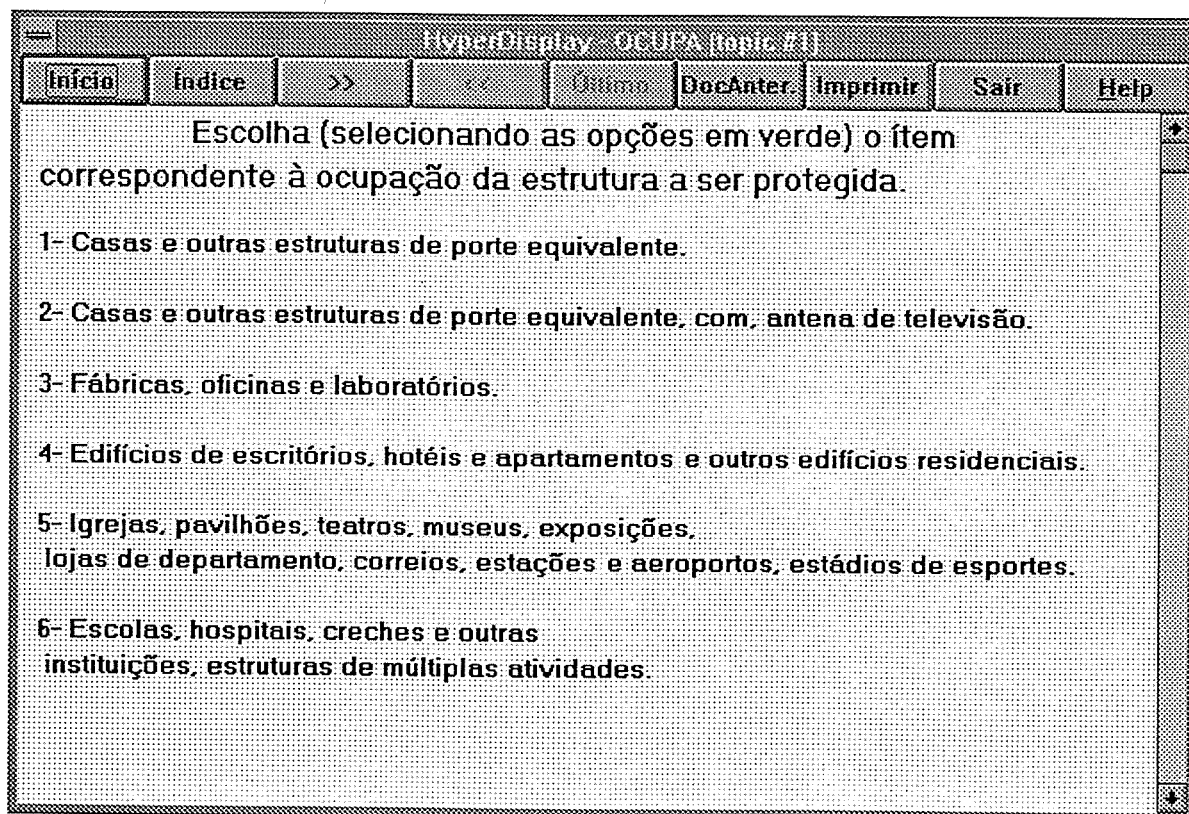 HyperDisplay - OCUPA [topic #1]
Início Índice >> << Último DocAnter. Imprimir Sair Help
Escolha (selecionando as opções em verde) o ítem
correspondente à ocupação da estrutura a ser protegida.
1- Casas e outras estruturas de porte equivalente.
2- Casas e outras estruturas de porte equivalente, com, antena de televisão.
3- Fábricas, oficinas e laboratórios.
4- Edifícios de escritórios, hotéis e apartamentos e outros edifícios residenciais.
5- Igrejas, pavilhões, teatros, museus, exposições,
lojas de departamento, correios, estações e aeroportos, estádios de esportes.
6- Escolas, hospitais, creches e outras
instituições, estruturas de múltiplas atividades.